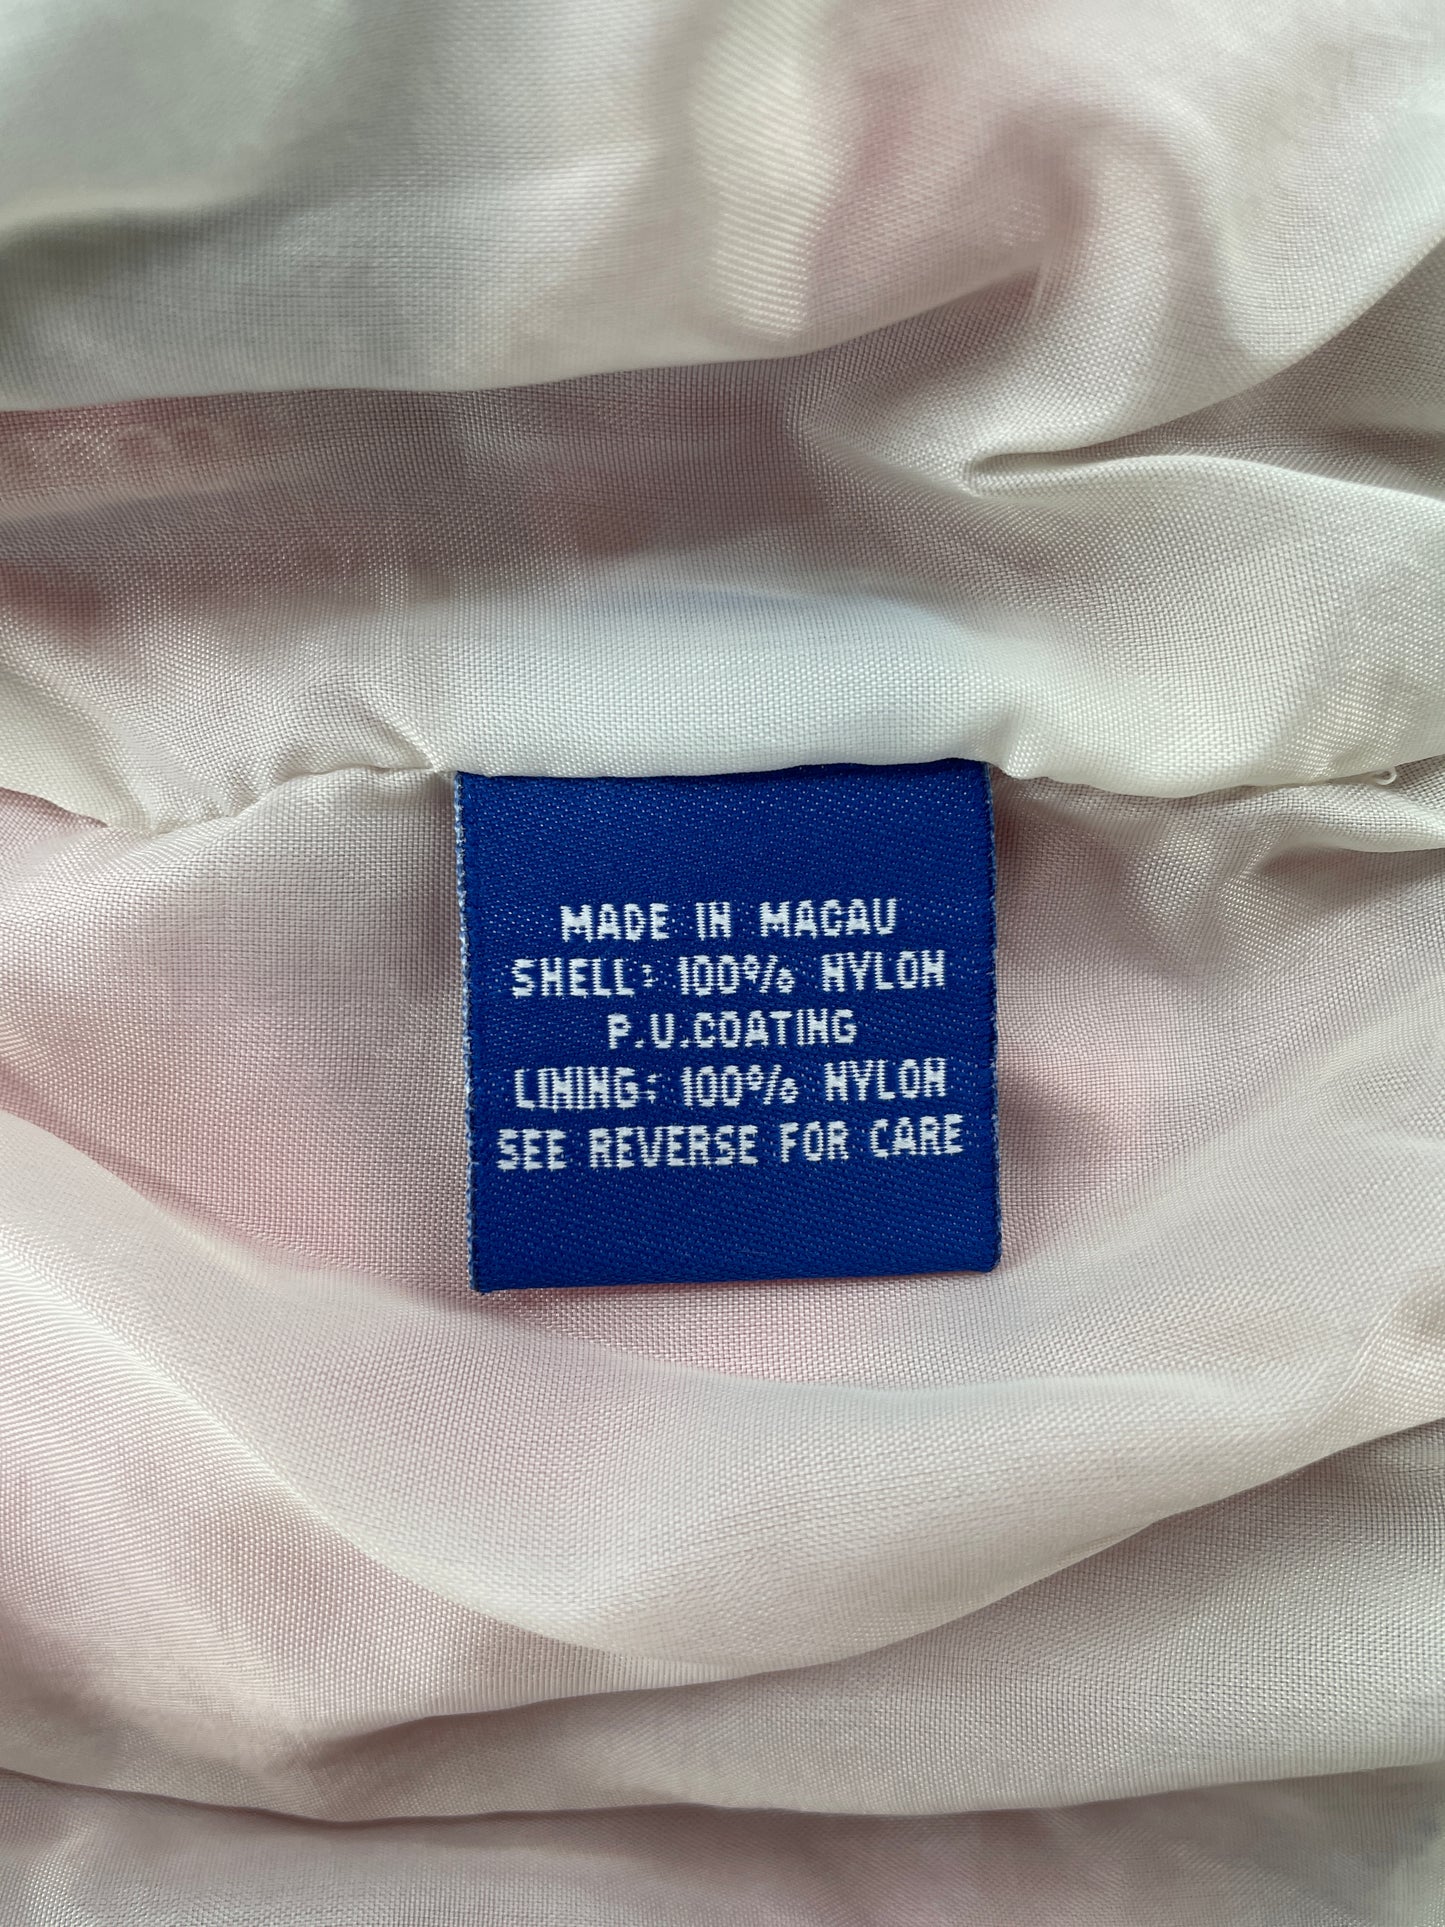 MADE IN MACAU
SHELL: 100% NYLON
P.U.COATING
LINING: 100% NYLON
SEE REVERSE FOR CARE